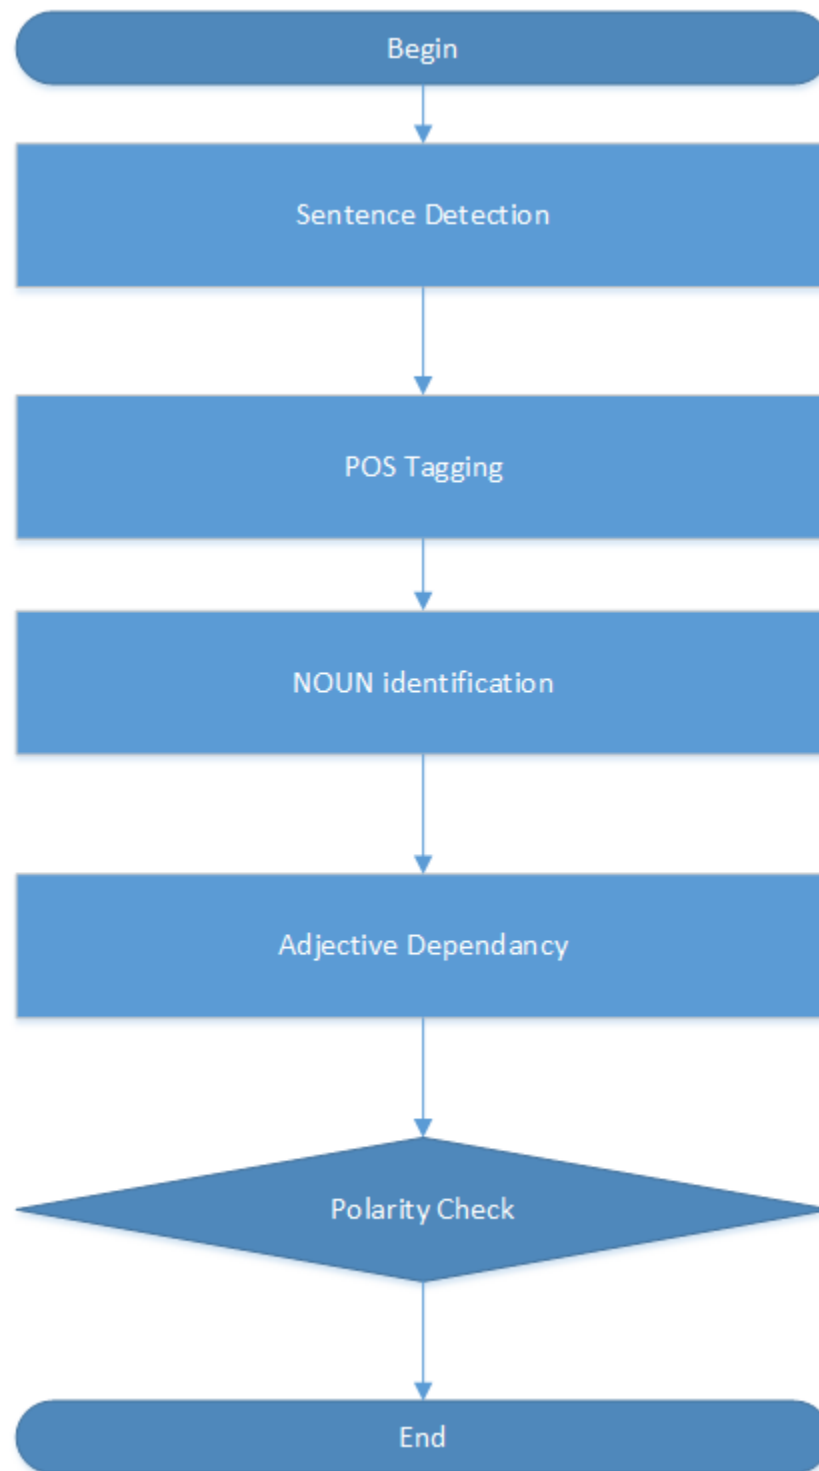 Begin
Sentence Detection
POS Tagging
NOUN identification
Adjective Dependancy
Polarity Check
End